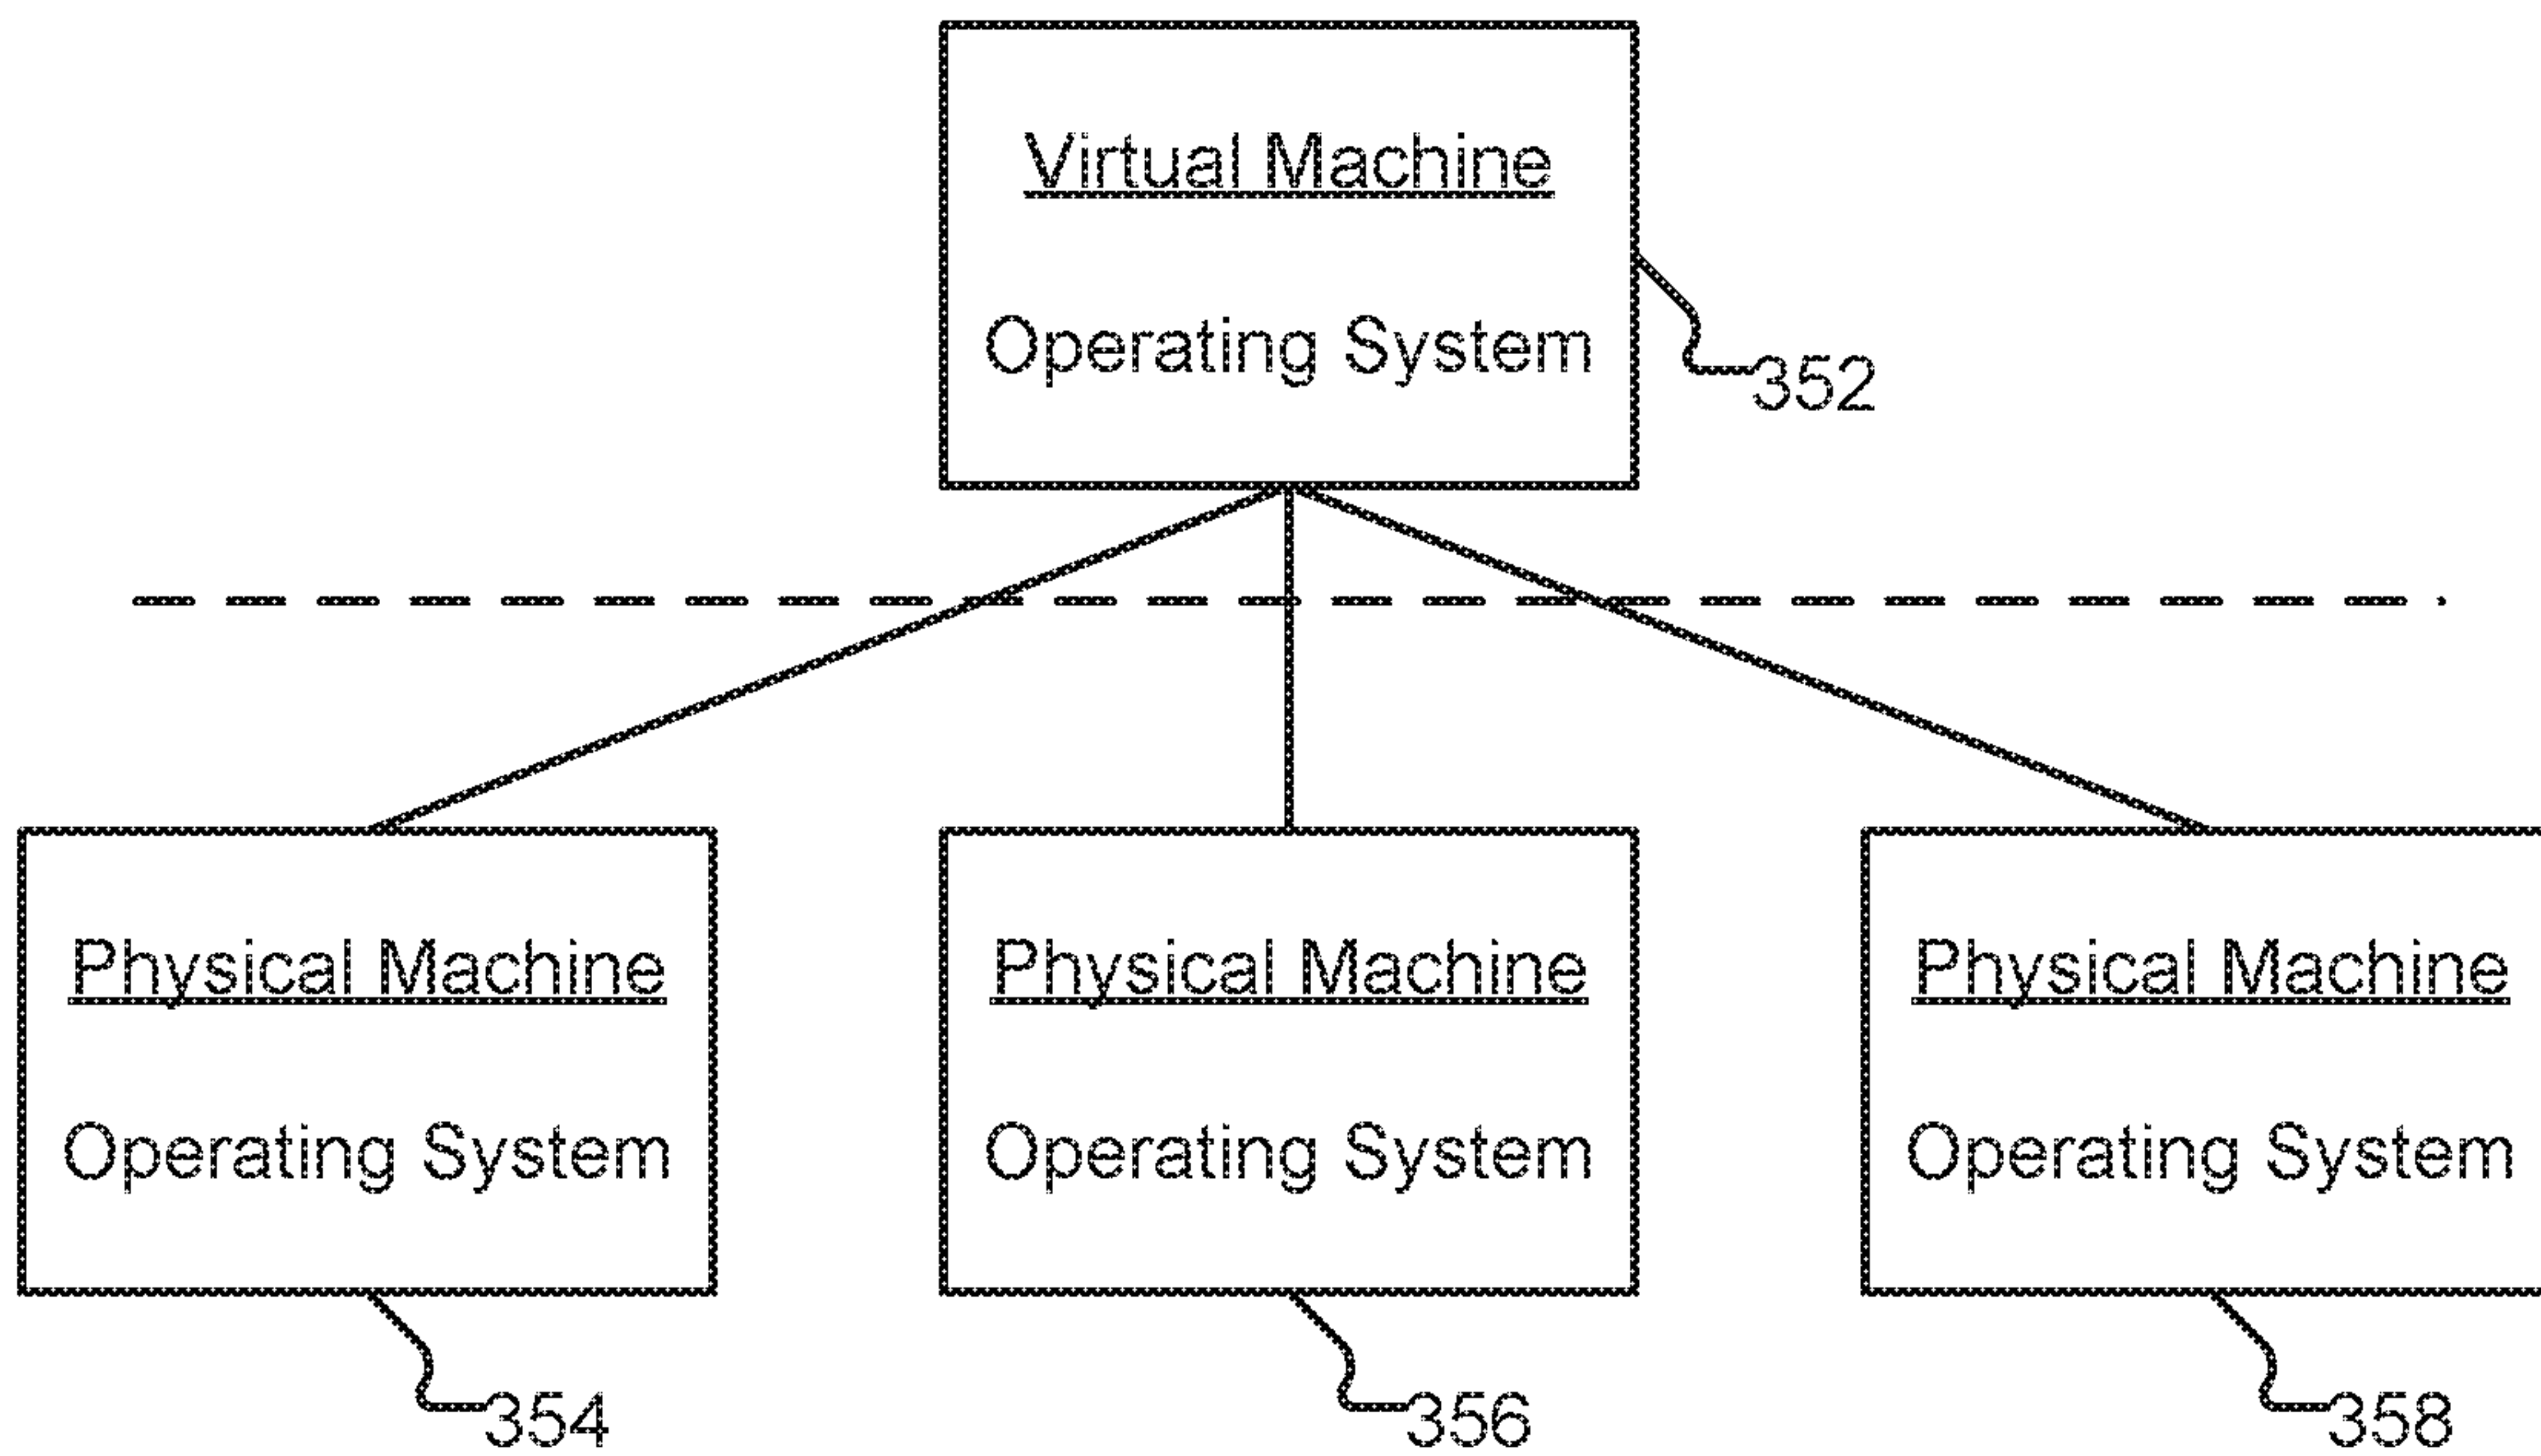 Virtual Machine
Operating System
352
Physical Machine
Operating System
354
Physical Machine
Operating System
356
Physical Machine
Operating System
358